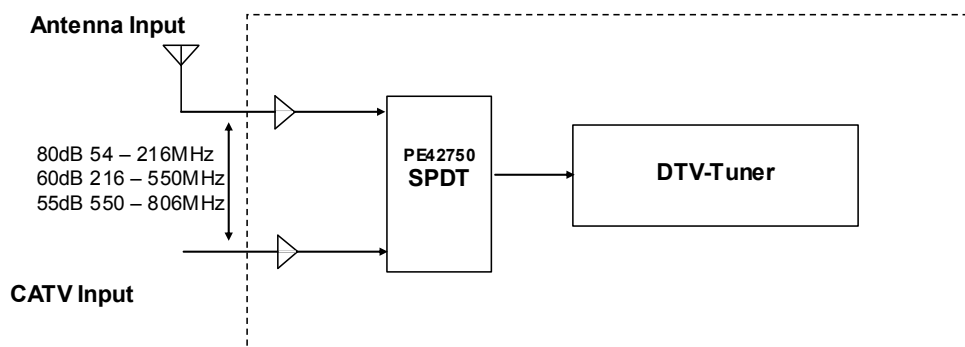 Antenna Input
80dB 54 – 216MHz
60dB 216 – 550MHz
55dB 550 – 806MHz
PE42750
SPDT
DTV-Tuner
CATV Input